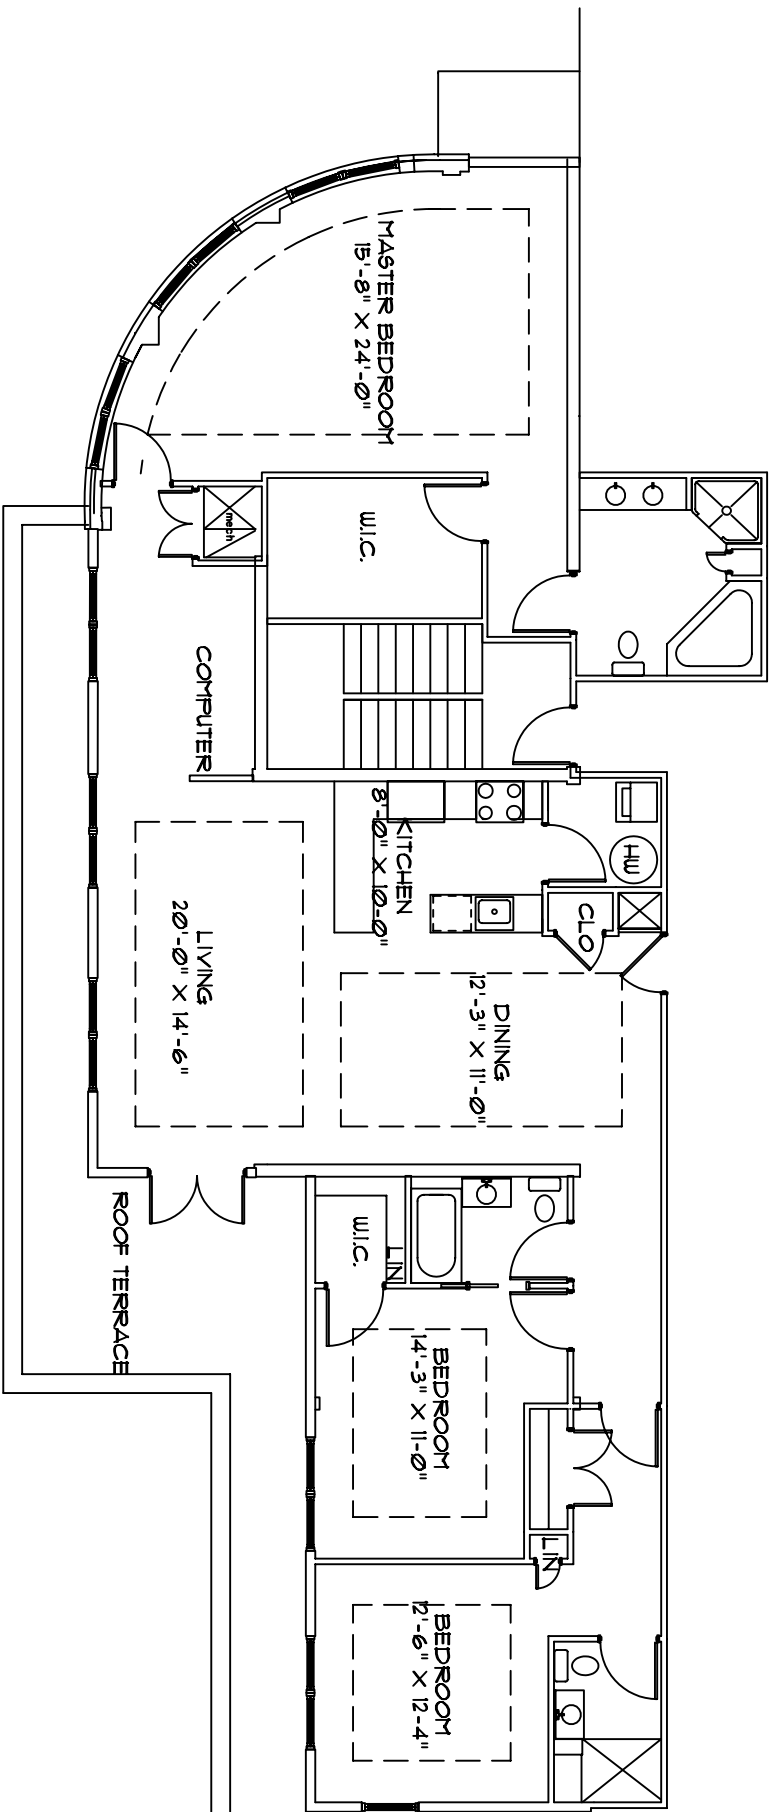 MASTER BEDROOM
15'-8" X 24'-0"
W.I.C.
mech
COMPUTER
KITCHEN
8'-0" X 10'-0"
HW
CLO
LIVING
20'-0" X 14'-6"
DINING
12'-3" X 11'-0"
ROOF TERRACE
W.I.C.
LIN
BEDROOM
14'-3" X 11-0"
LIN
BEDROOM
12'-6" X 12-4"